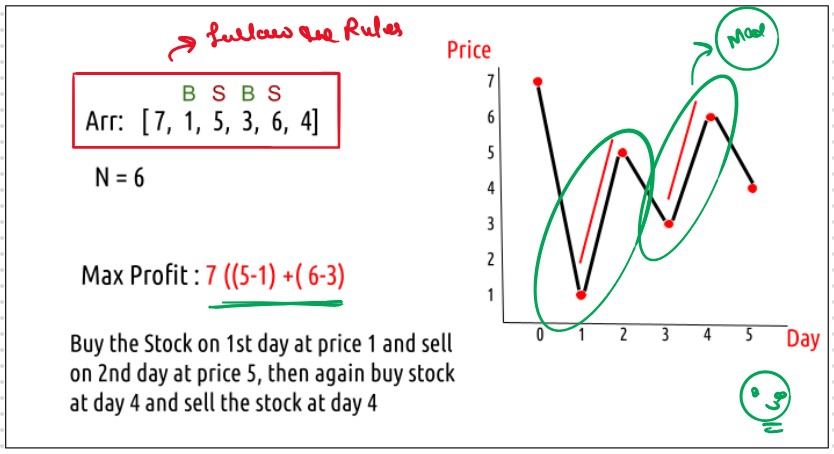 follow the Rules
B S B S
Arr: [7, 1, 5, 3, 6, 4]
N = 6
Max Profit : 7 ((5-1) +( 6-3)
Buy the Stock on 1st day at price 1 and sell
on 2nd day at price 5, then again buy stock
at day 4 and sell the stock at day 4
Price
Max
7
6
5
4
3
2
1
0 1 2 3 4 5 Day